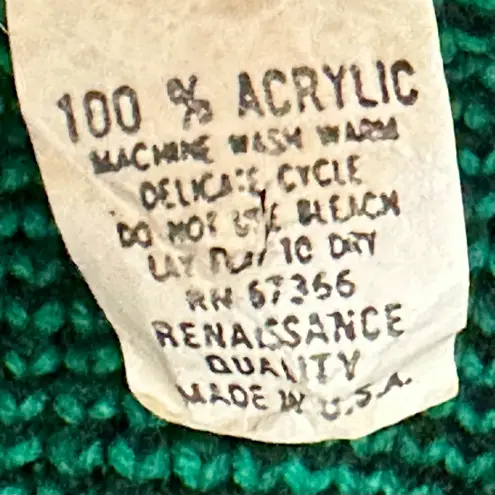 100 % ACRYLIC
MACHINE WASH WARM
DELICATE CYCLE
DO NOT USE BLEACH
LAY FLAT TO DRY
RN 67366
RENAISSANCE
QUALITY
MADE IN U.S.A.